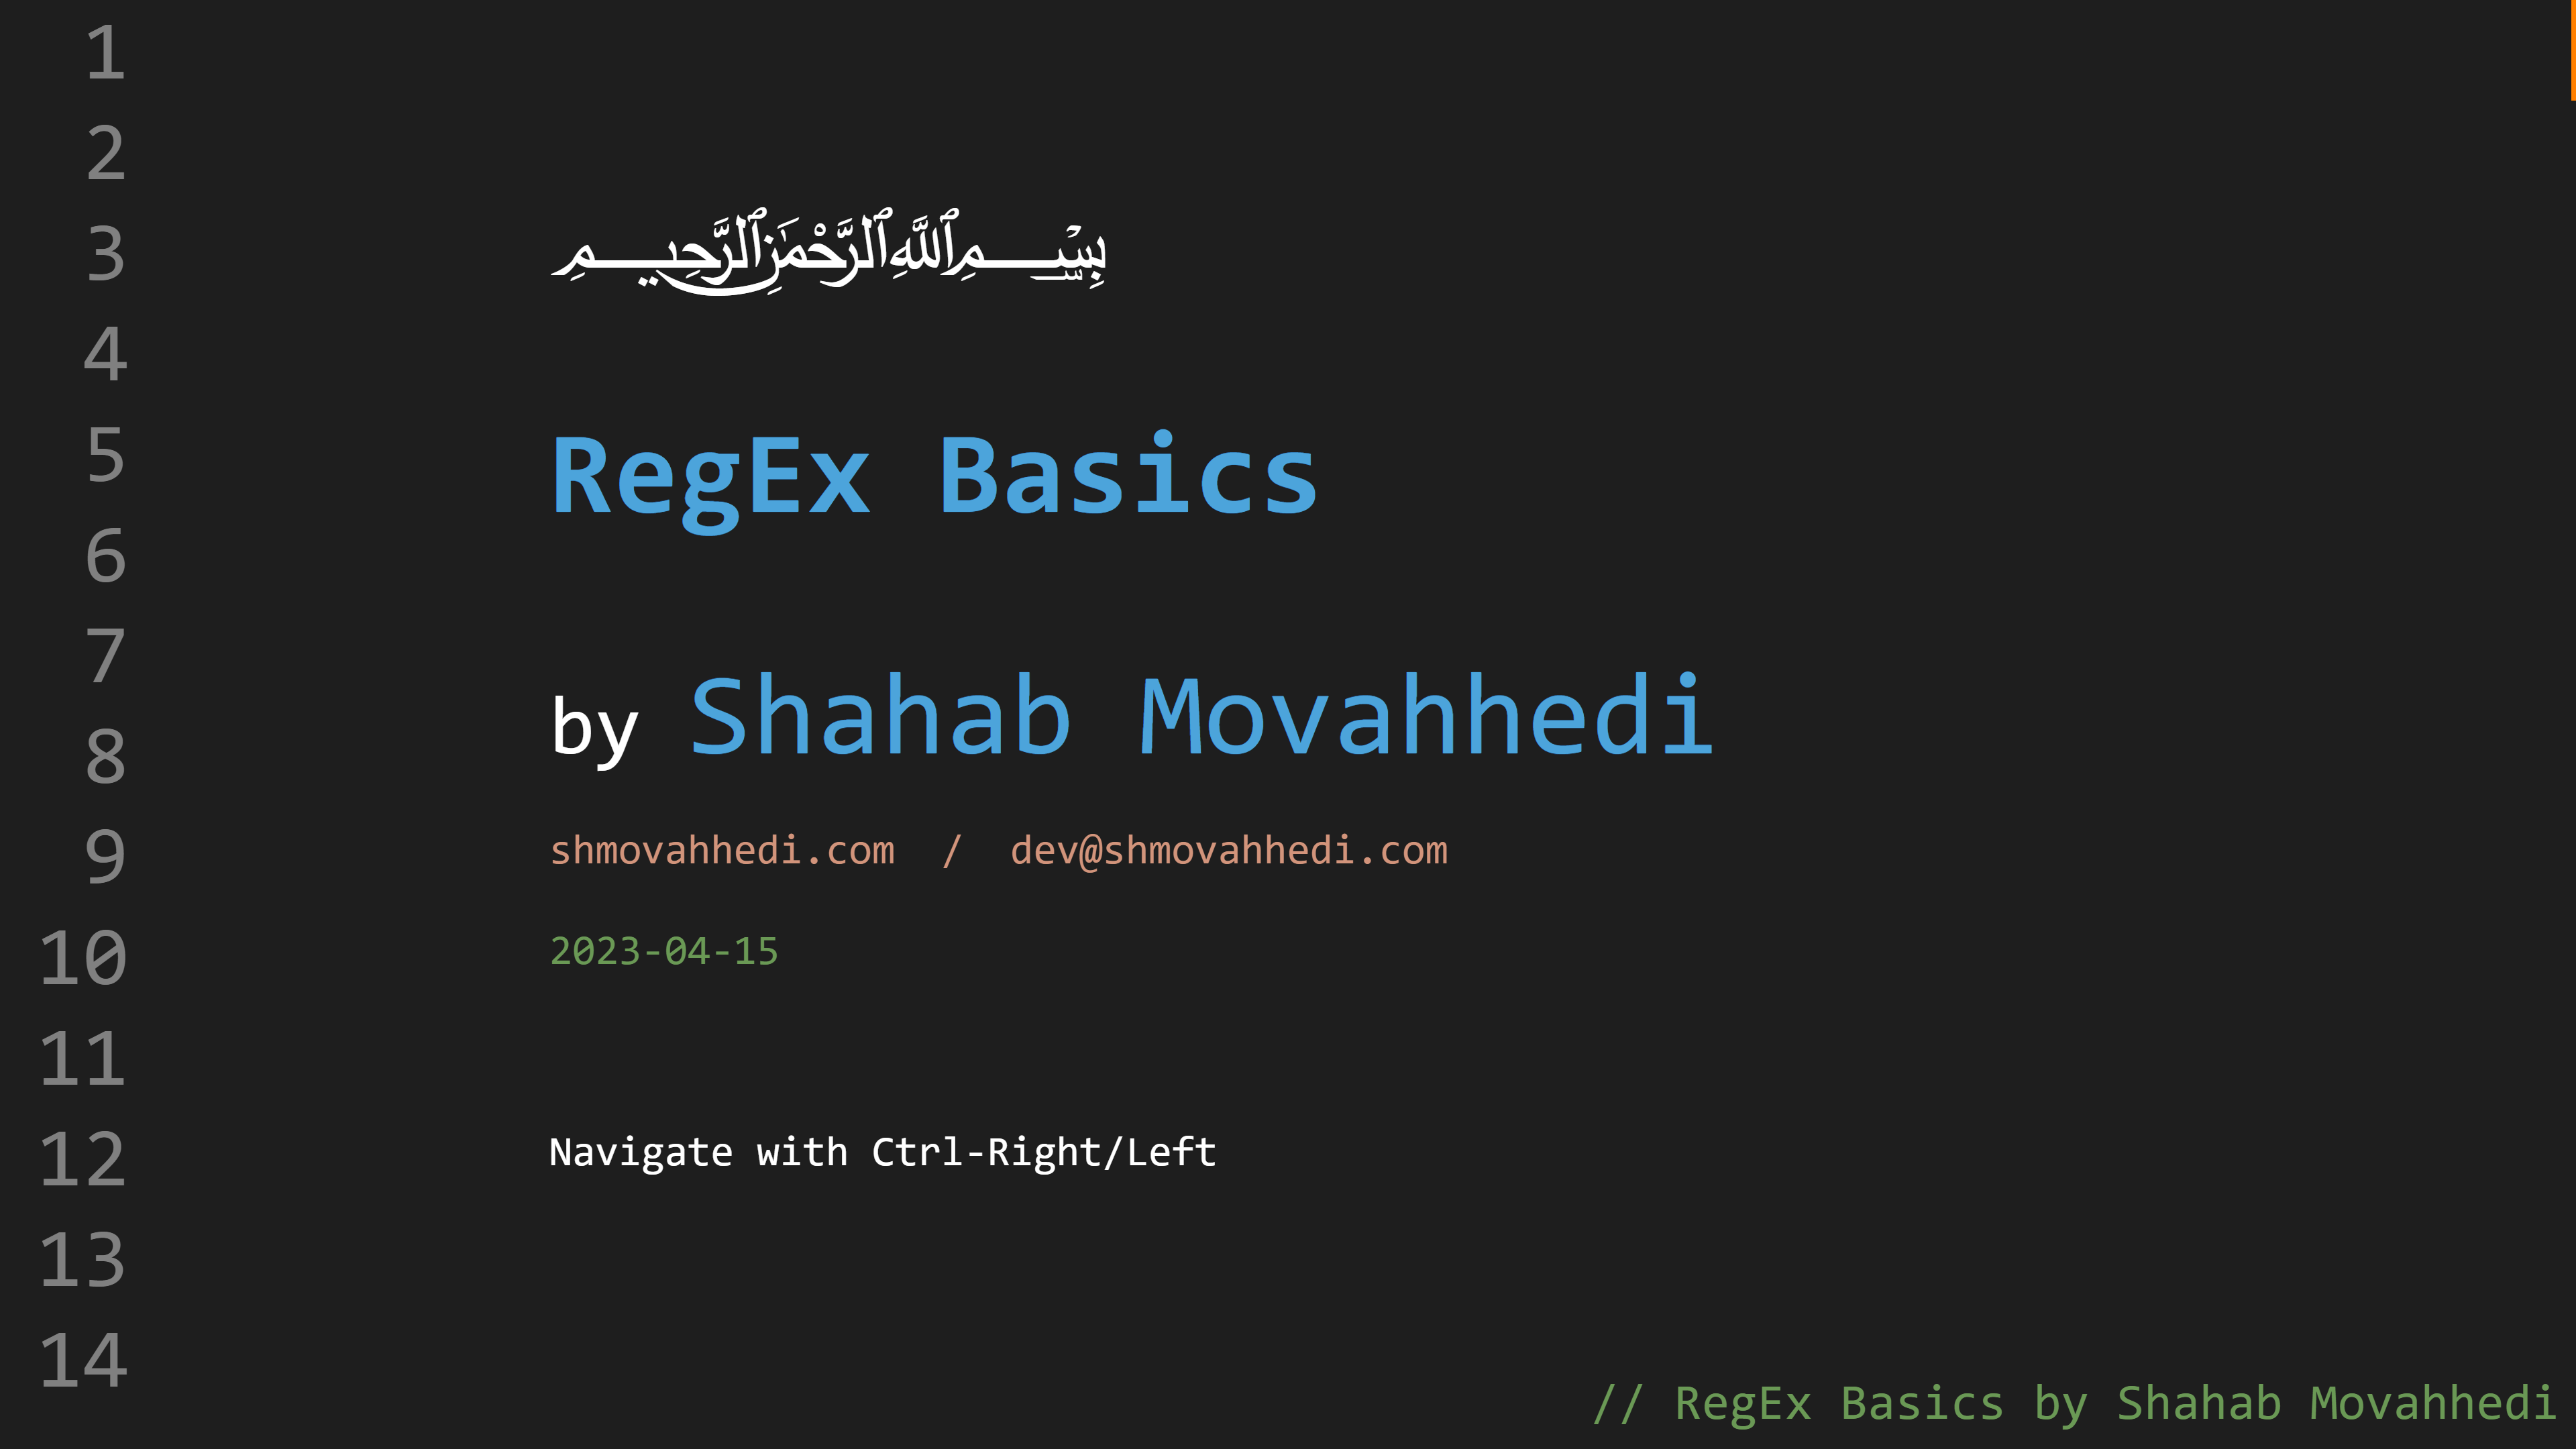 1
2
3
بِسْمِ ٱللَّهِ ٱلرَّحْمَـٰنِ ٱلرَّحِيمِ
4
5
RegEx Basics
6
7
by Shahab Movahhedi
8
9
shmovahhedi.com / dev@shmovahhedi.com
10
2023-04-15
11
12
Navigate with Ctrl-Right/Left
13
14
// RegEx Basics by Shahab Movahhedi